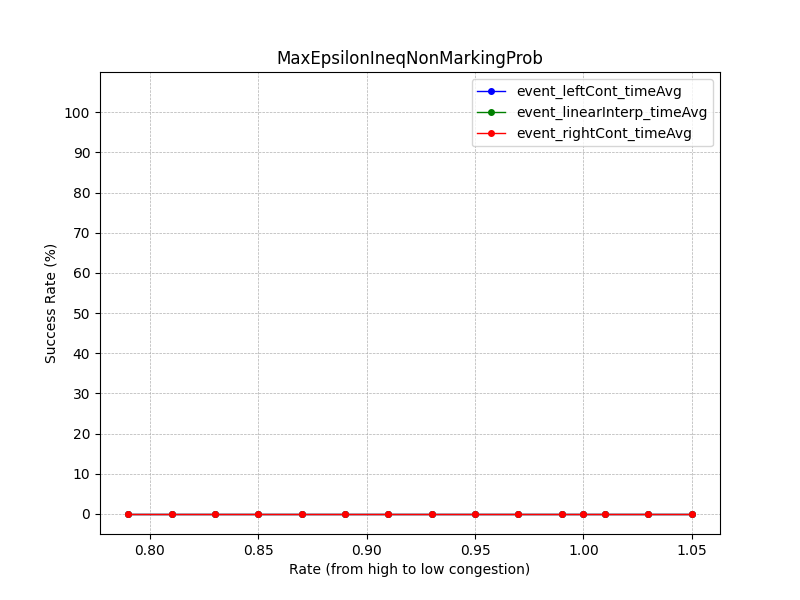 MaxEpsilonIneqNonMarkingProb
event_leftCont_timeAvg
event_linearInterp_timeAvg
event_rightCont_timeAvg
100
90
80
70
60
50
40
30
20
10
0
Success Rate (%)
0.80 0.85 0.90 0.95 1.00 1.05
Rate (from high to low congestion)